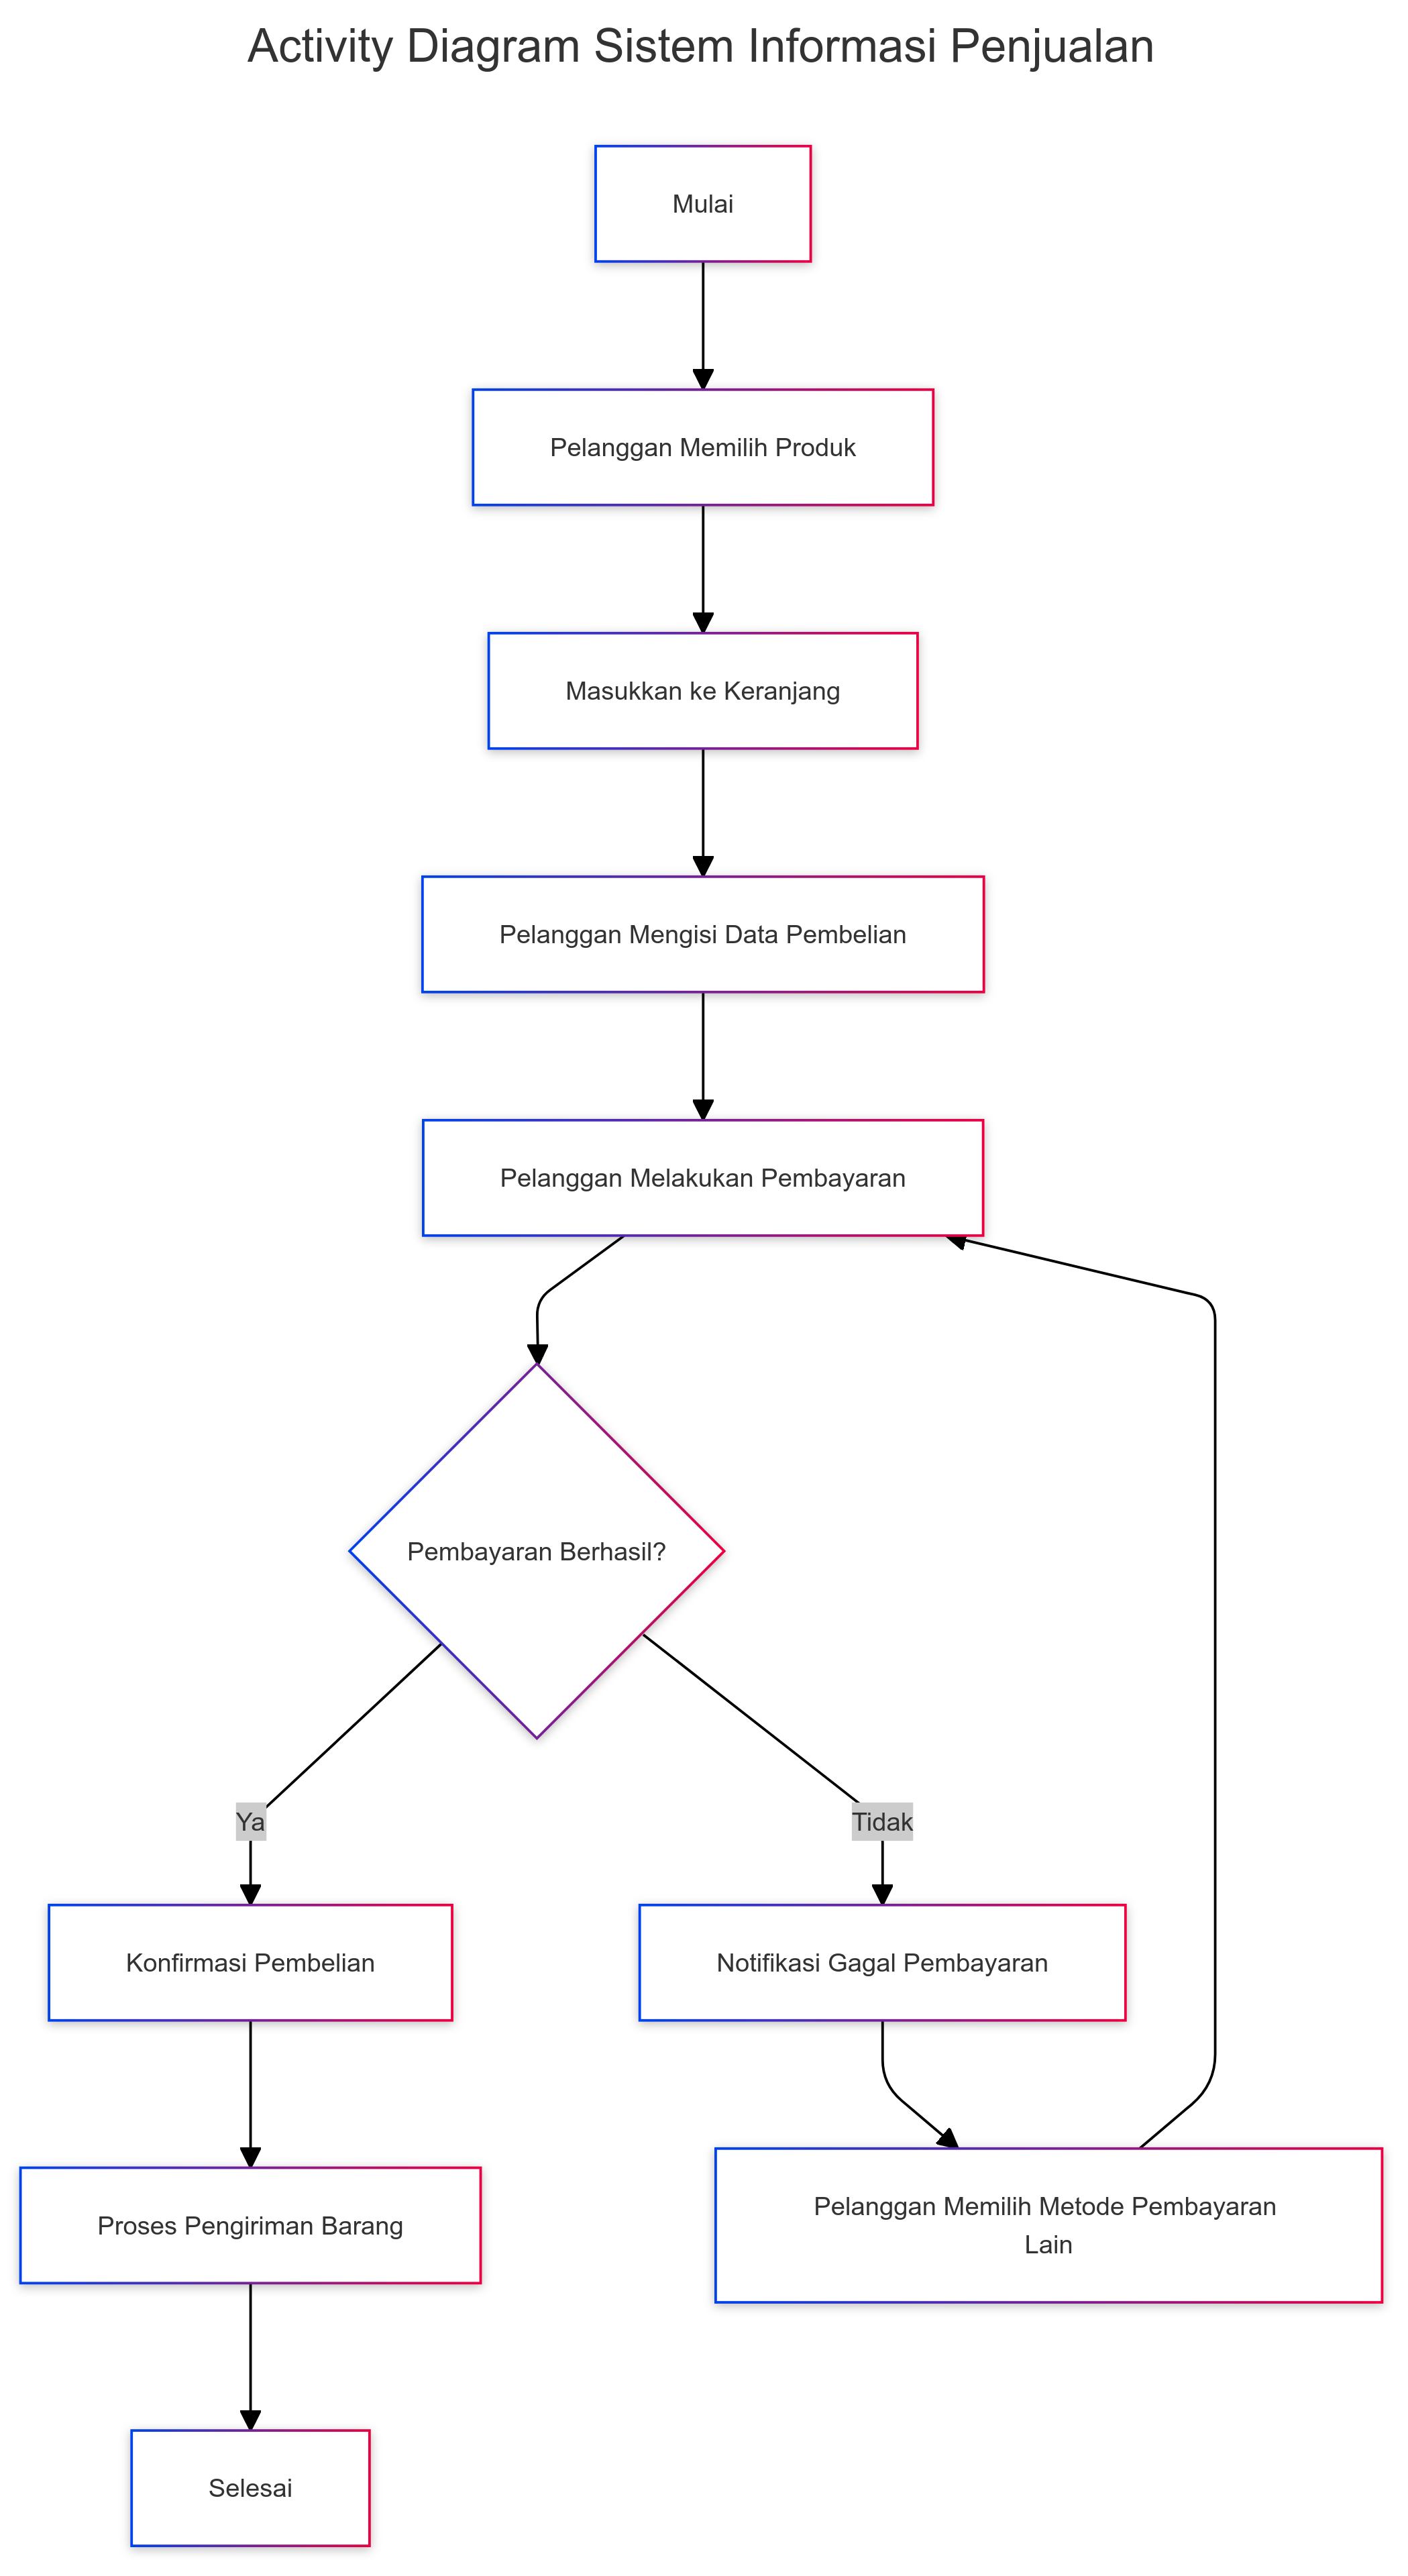 Activity Diagram Sistem Informasi Penjualan
Mulai
Pelanggan Memilih Produk
Masukkan ke Keranjang
Pelanggan Mengisi Data Pembelian
Pelanggan Melakukan Pembayaran
Pembayaran Berhasil?
Ya
Tidak
Konfirmasi Pembelian
Notifikasi Gagal Pembayaran
Proses Pengiriman Barang
Pelanggan Memilih Metode Pembayaran
Lain
Selesai